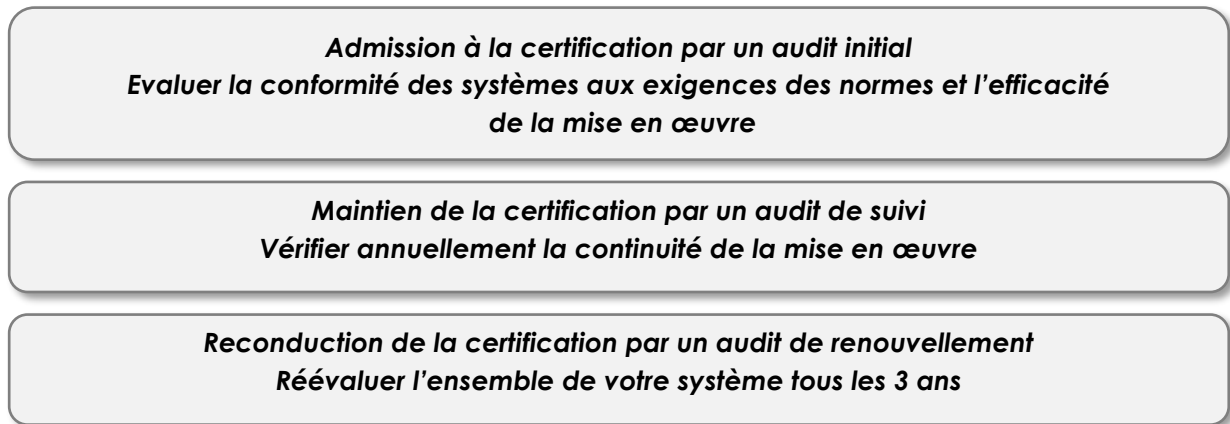 Admission à la certification par un audit initial
Evaluer la conformité des systèmes aux exigences des normes et l’efficacité
de la mise en œuvre
Maintien de la certification par un audit de suivi
Vérifier annuellement la continuité de la mise en œuvre
Reconduction de la certification par un audit de renouvellement
Réévaluer l’ensemble de votre système tous les 3 ans